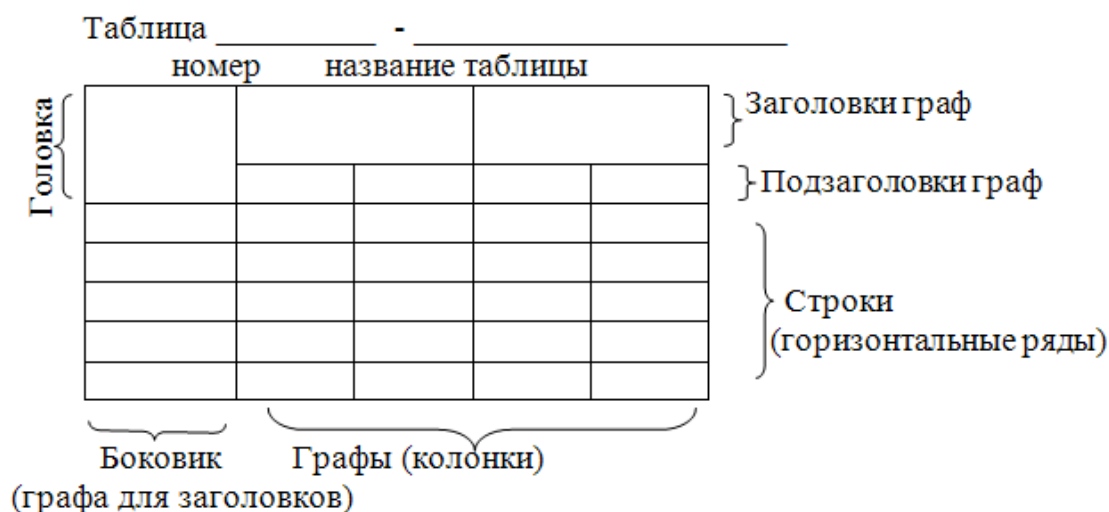 Таблица __________ - _______________________
номер название таблицы
Головка
Заголовки граф
Подзаголовки граф
Строки
(горизонтальные ряды)
Боковик
(графа для заголовков)
Графы (колонки)